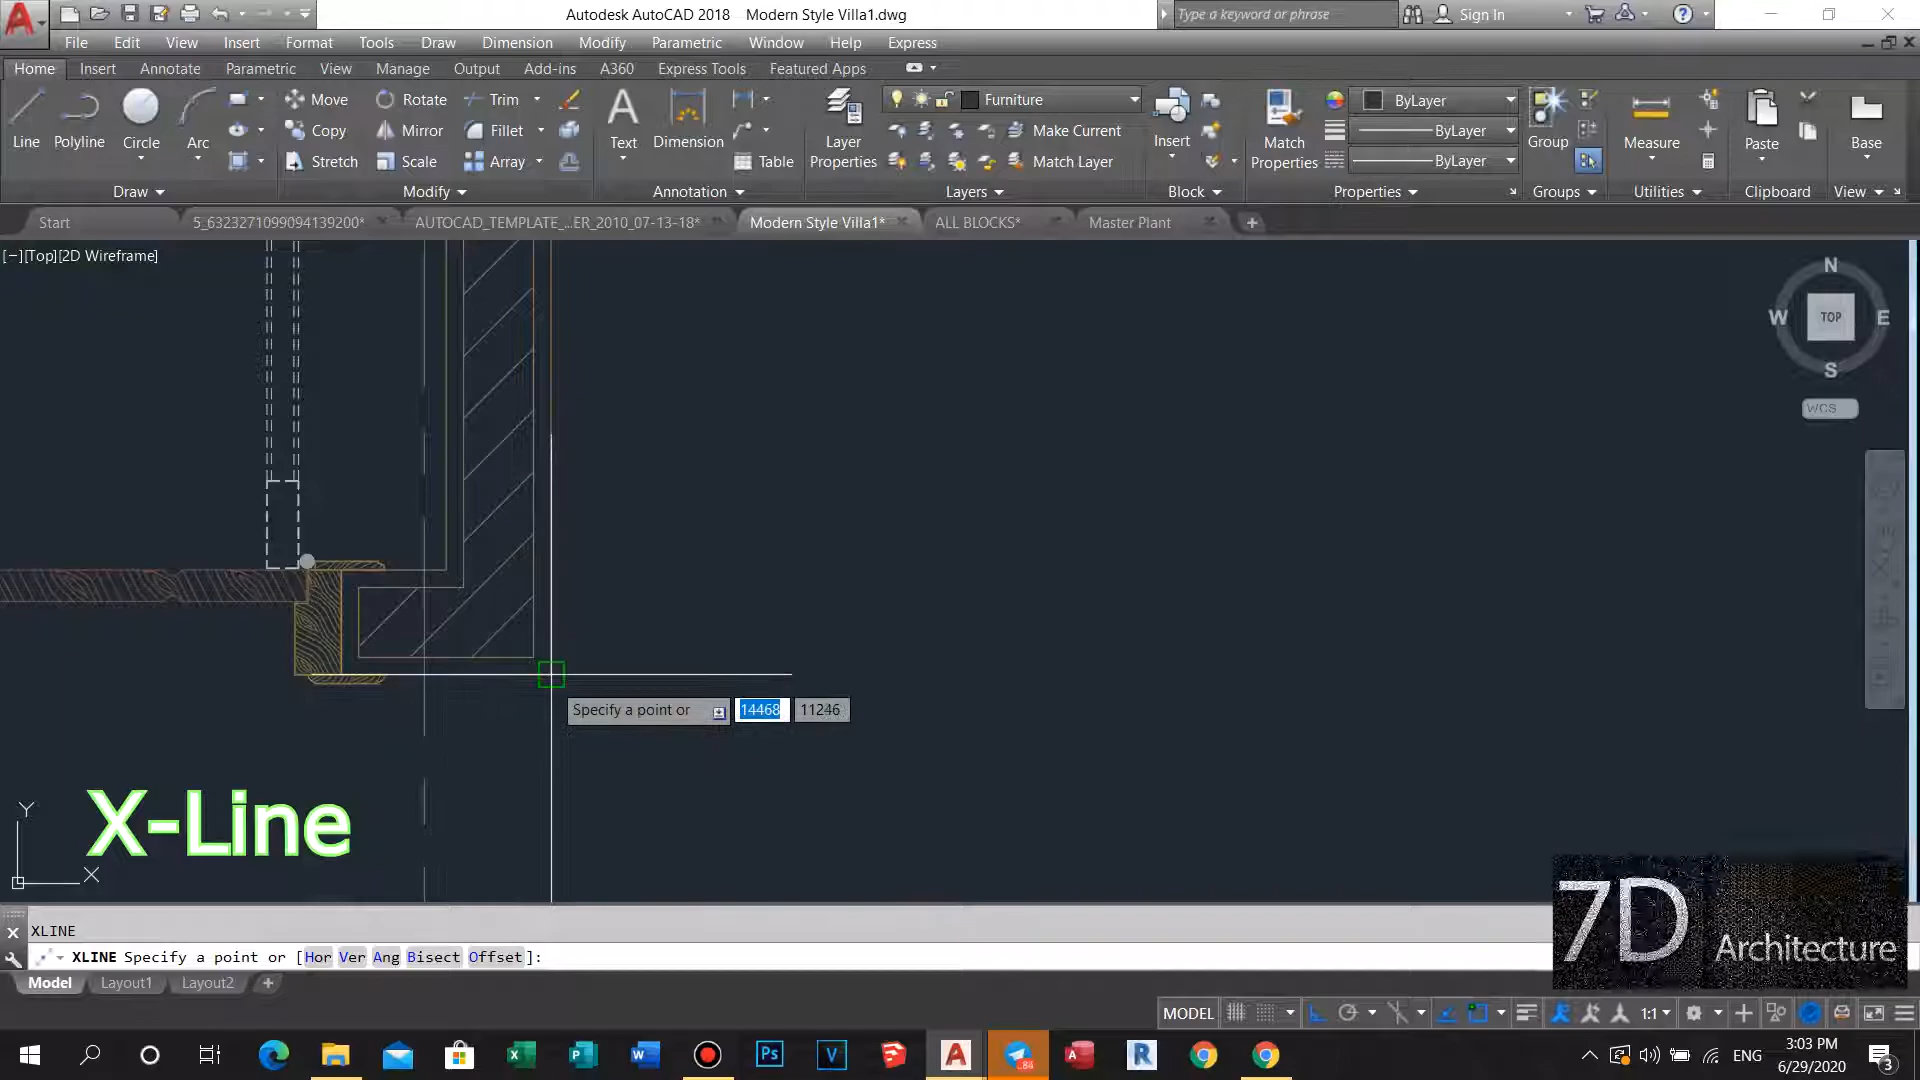 Autodesk AutoCAD 2018 Modern Style Villa1.dwg
Type a keyword or phrase
Sign In
File Edit View Insert Format Tools Draw Dimension Modify Parametric Window Help Express
Home Insert Annotate Parametric View Manage Output Add-ins A360 Express Tools Featured Apps
Line Polyline Circle Arc
Move Rotate Trim
Copy Mirror Fillet
Stretch Scale Array
Text Dimension Table
Layer Properties
Furniture
Make Current
Match Layer
Insert
Match Properties
ByLayer
ByLayer
ByLayer
Group
Measure
Paste
Base
Draw Modify Annotation Layers Block Properties Groups Utilities Clipboard View
Start 5_6323271099094139200* AUTOCAD_TEMPLATE_...ER_2010_07-13-18* Modern Style Villa1* ALL BLOCKS* Master Plant
[−][Top][2D Wireframe]
N
W TOP E
S
WCS
Specify a point or 14468 11246
X-Line
Y
X
7D Architecture
XLINE
XLINE Specify a point or [Hor Ver Ang Bisect Offset]:
Model Layout1 Layout2
MODEL 1:1
84
ENG
3:03 PM
6/29/2020
3